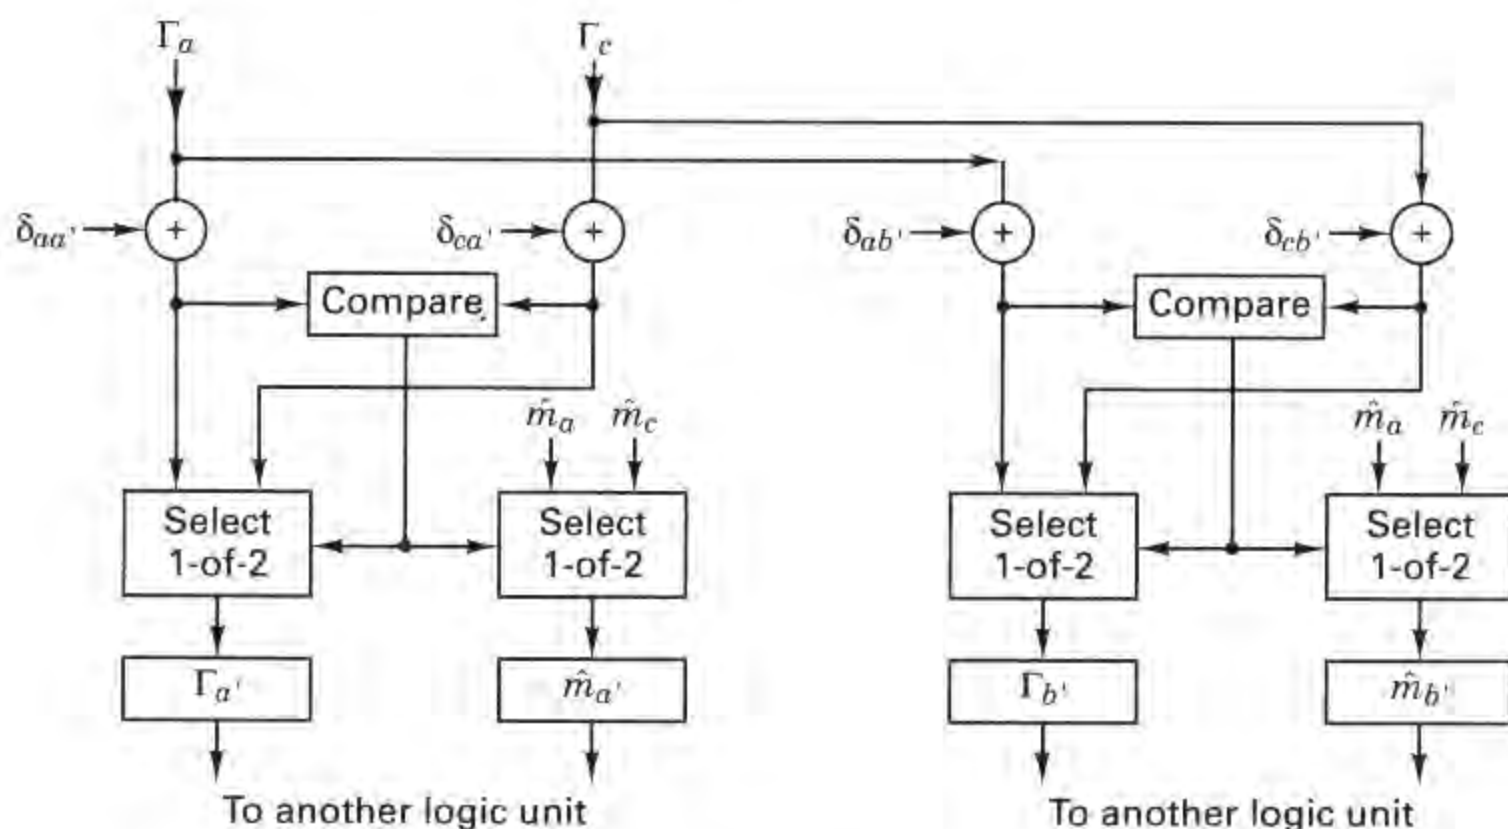 Γa Γc
δaa' + δca' + δab' + δcb' +
Compare Compare
m̂a m̂c m̂a m̂c
Select Select Select Select
1-of-2 1-of-2 1-of-2 1-of-2
Γa' m̂a' Γb' m̂b'
To another logic unit To another logic unit